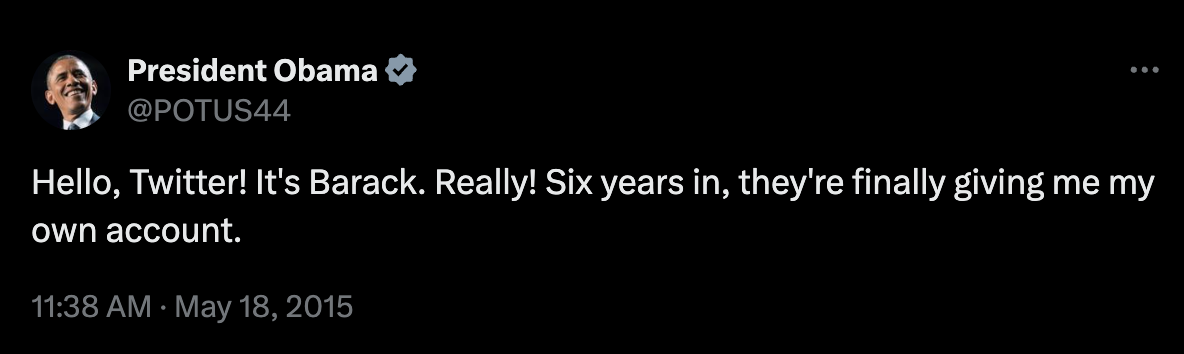 President Obama
@POTUS44
Hello, Twitter! It's Barack. Really! Six years in, they're finally giving me my
own account.
11:38 AM · May 18, 2015